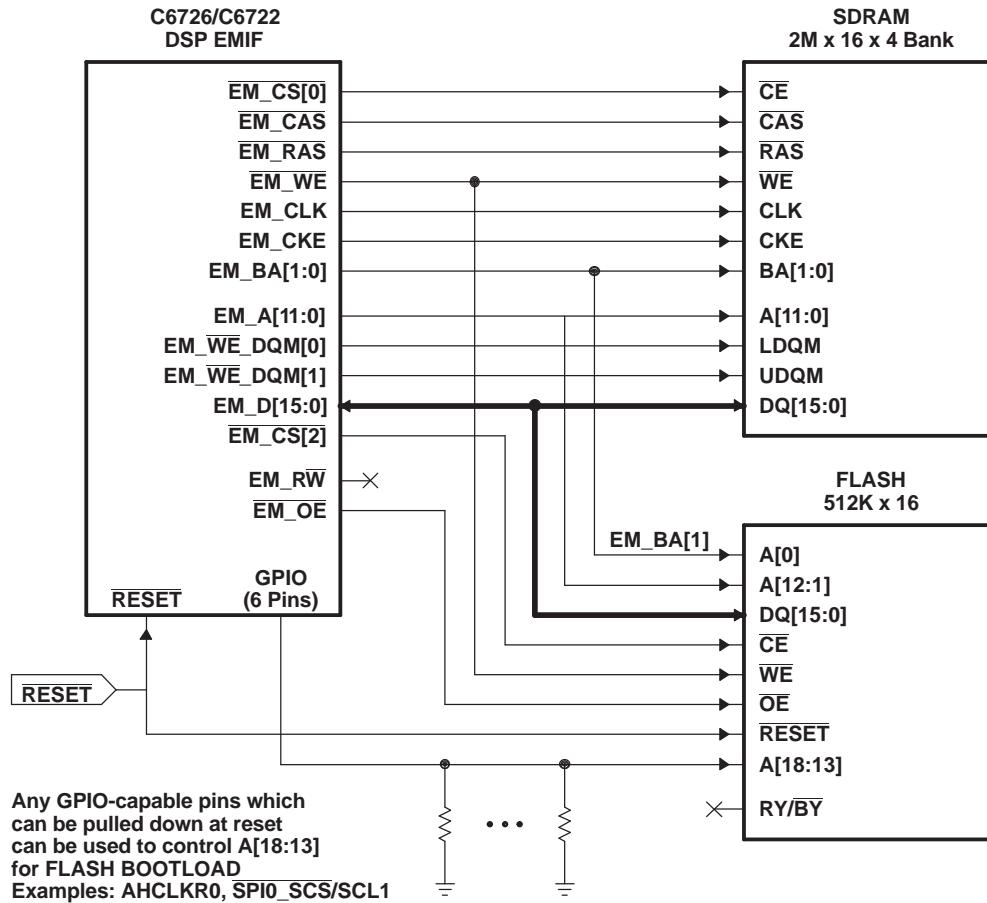 C6726/C6722
DSP EMIF
SDRAM
2M x 16 x 4 Bank
EM_CS[0]
EM_CAS
EM_RAS
EM_WE
EM_CLK
EM_CKE
EM_BA[1:0]
EM_A[11:0]
EM_WE_DQM[0]
EM_WE_DQM[1]
EM_D[15:0]
EM_CS[2]
EM_RW
EM_OE
GPIO
(6 Pins)
RESET
CE
CAS
RAS
WE
CLK
CKE
BA[1:0]
A[11:0]
LDQM
UDQM
DQ[15:0]
FLASH
512K x 16
EM_BA[1]
A[0]
A[12:1]
DQ[15:0]
CE
WE
OE
RESET
A[18:13]
RY/BY
RESET
Any GPIO-capable pins which
can be pulled down at reset
can be used to control A[18:13]
for FLASH BOOTLOAD
Examples: AHCLKR0, SPI0_SCS/SCL1